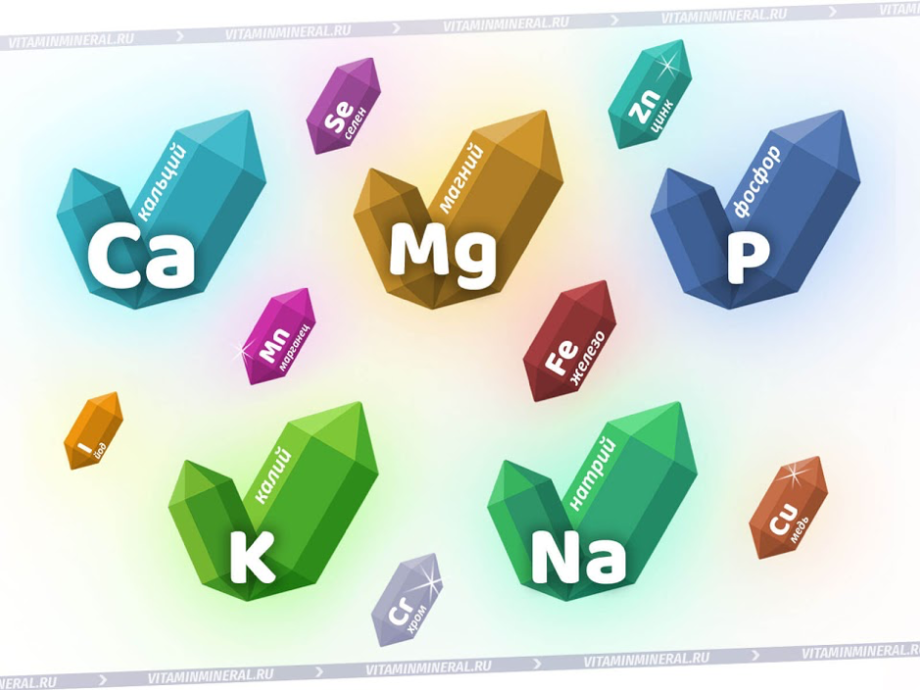 VITAMINMINERAL.RU > VITAMINMINERAL.RU > VITAMINMINERAL.RU > VITAMINMINERAL.RU >
Se
селен
Zn
цинк
кальций
Ca
магний
Mg
фосфор
P
Mn
марганец
Fe
железо
I
йод
калий
K
натрий
Na
Cu
медь
Cr
хром
VITAMINMINERAL.RU > VITAMINMINERAL.RU > VITAMINMINERAL.RU